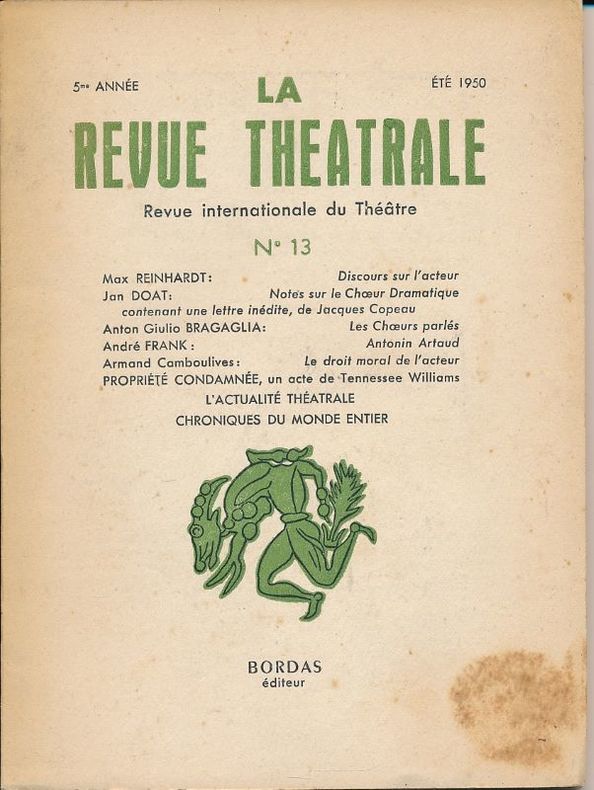 5me ANNÉE
ÉTÉ 1950
LA
REVUE THEATRALE
Revue internationale du Théâtre
N° 13
Max REINHARDT: Discours sur l'acteur
Jan DOAT: Notes sur le Chœur Dramatique
contenant une lettre inédite, de Jacques Copeau
Anton Giulio BRAGAGLIA: Les Chœurs parlés
André FRANK: Antonin Artaud
Armand Camboulives: Le droit moral de l'acteur
PROPRIÉTÉ CONDAMNÉE, un acte de Tennessee Williams
L'ACTUALITÉ THÉATRALE
CHRONIQUES DU MONDE ENTIER
BORDAS
éditeur